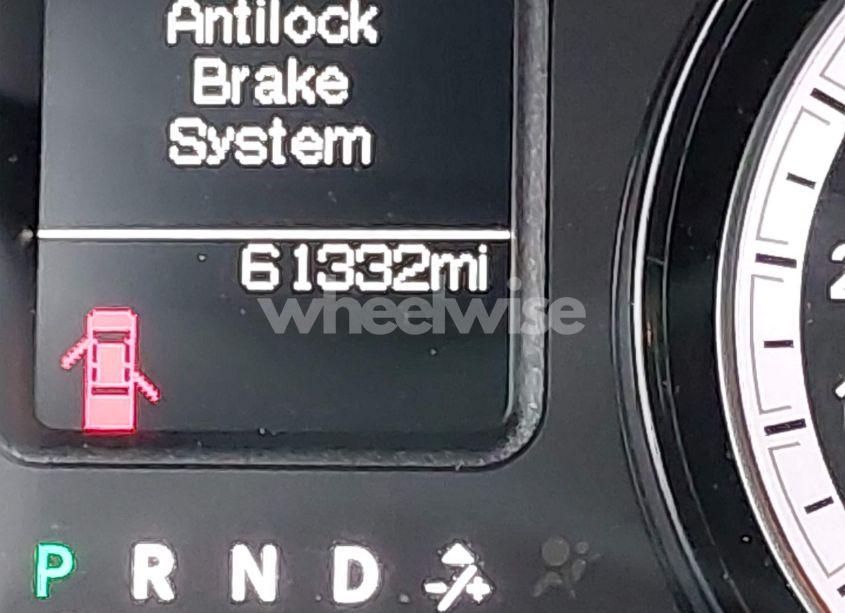 Antilock
Brake
System
61332mi
wheelwise
P R N D -/+